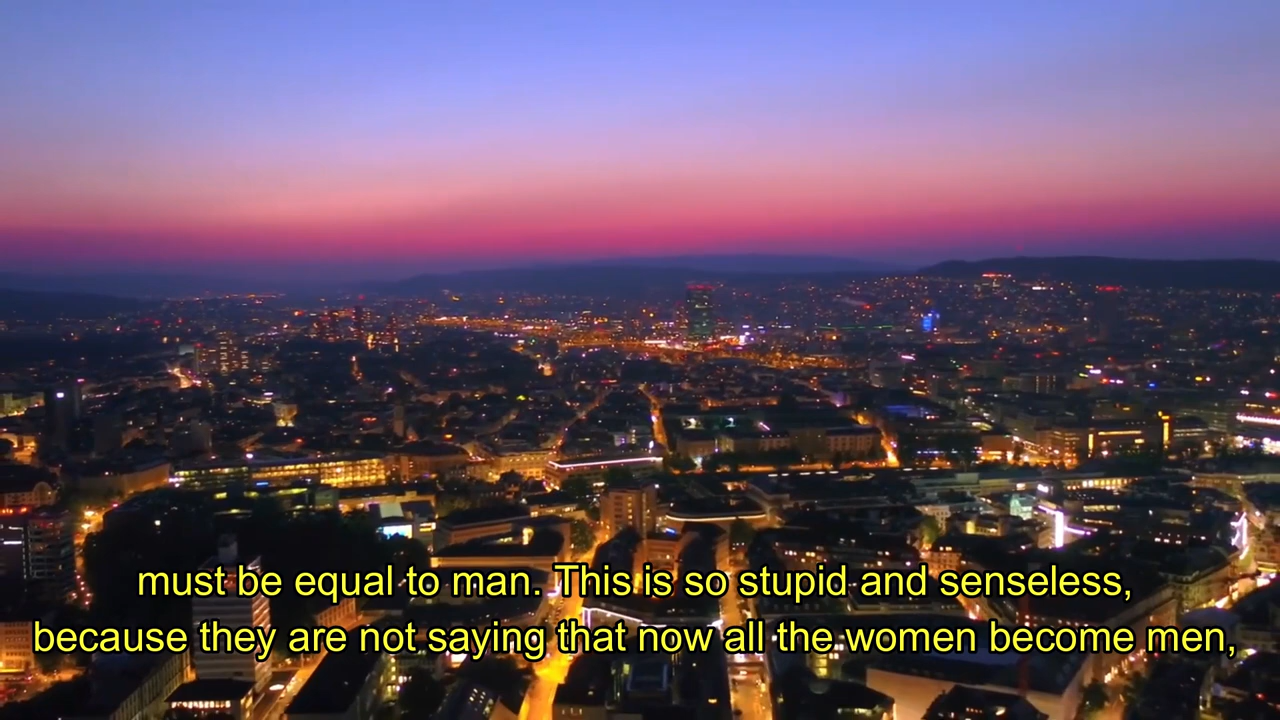 must be equal to man. This is so stupid and senseless,
because they are not saying that now all the women become men,